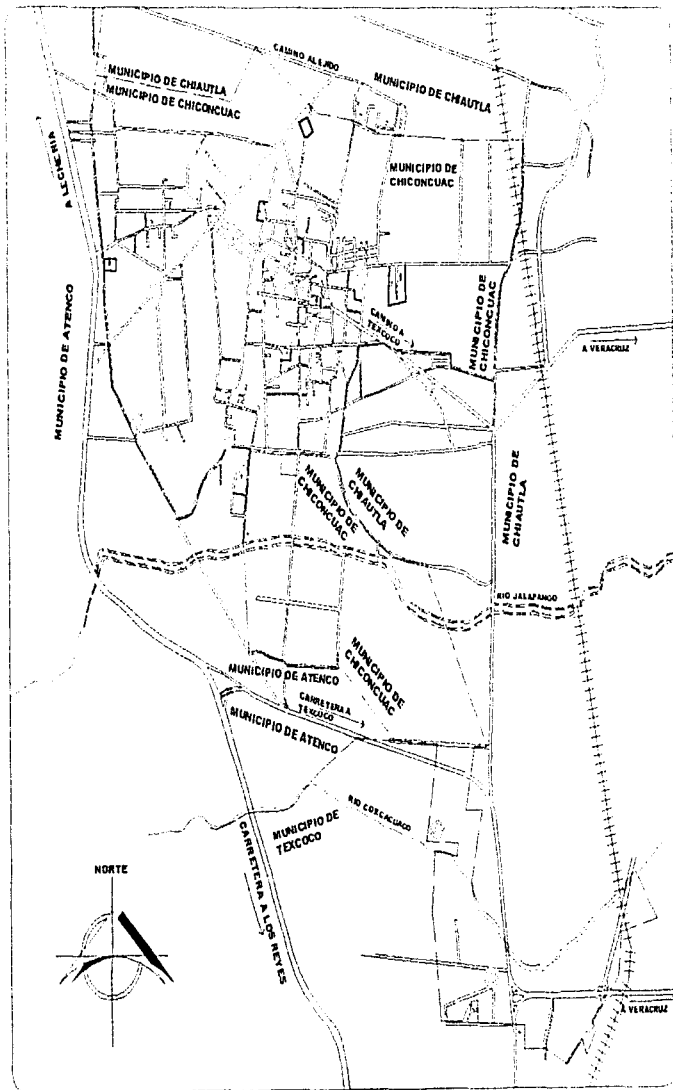 CAMINO AL EJIDO
MUNICIPIO DE CHIAUTLA
MUNICIPIO DE CHICONCUAC
MUNICIPIO DE CHIAUTLA
A LECHERIA
MUNICIPIO DE
CHICONCUAC
MUNICIPIO DE ATENCO
CAMINO A
TEXCOCO
MUNICIPIO DE
CHICONCUAC
A VERACRUZ
MUNICIPIO DE
CHICONCUAC
MUNICIPIO DE
CHIAUTLA
MUNICIPIO DE
CHIAUTLA
RIO JALAPANGO
MUNICIPIO DE ATENCO
MUNICIPIO DE
CHICONCUAC
CARRETERA A
TEXCOCO
MUNICIPIO DE ATENCO
MUNICIPIO DE
TEXCOCO
RIO
CARRETERA A LOS REYES
NORTE
A VERACRUZ